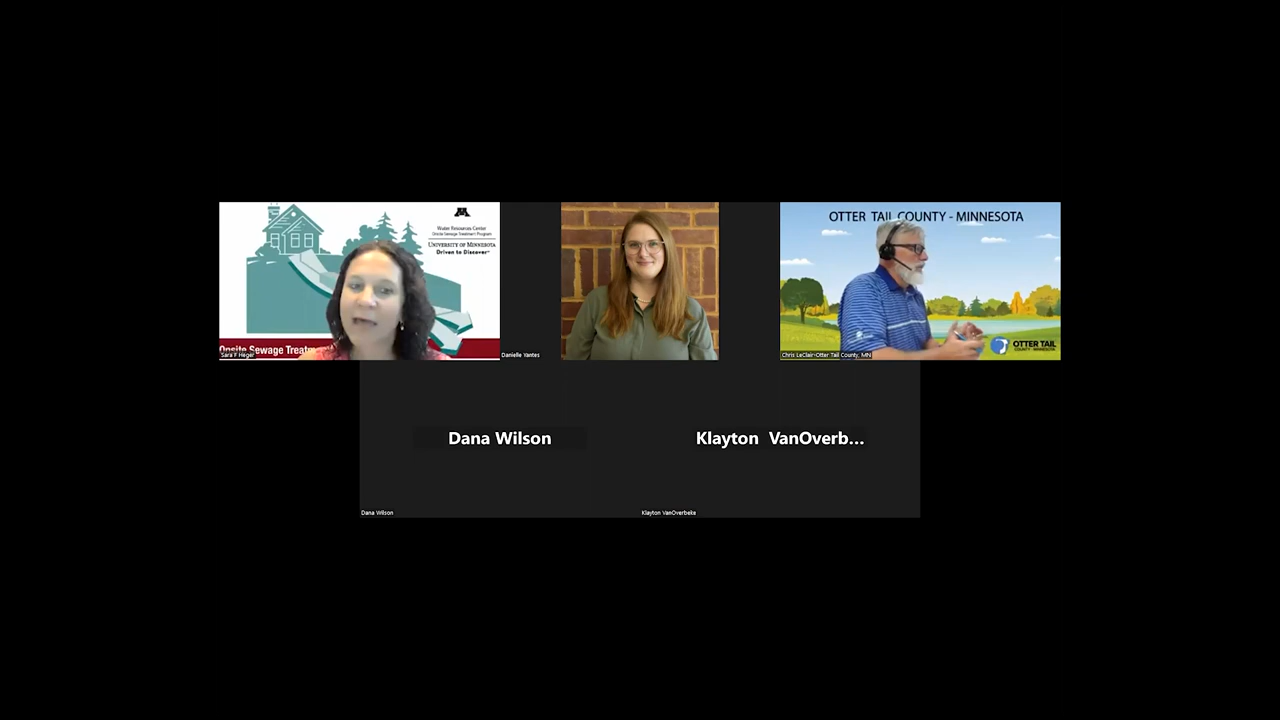 Water Resources Center
Onsite Sewage Treatment Program
UNIVERSITY OF MINNESOTA
Driven to Discover
Onsite Sewage Treatm
Sara F Heger
Danielle Yantes
OTTER TAIL COUNTY - MINNESOTA
OTTER TAIL
COUNTY - MINNESOTA
Chris LeClair-Otter Tail County, MN
Dana Wilson
Klayton VanOverb...
Dana Wilson
Klayton VanOverbeke